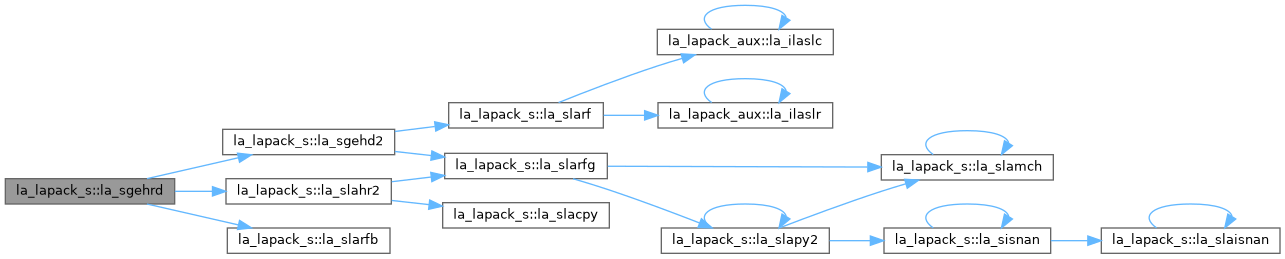 la_lapack_aux::la_ilaslc
la_lapack_s::la_slarf
la_lapack_aux::la_ilaslr
la_lapack_s::la_sgehd2
la_lapack_s::la_slarfg
la_lapack_s::la_slamch
la_lapack_s::la_sgehrd
la_lapack_s::la_slahr2
la_lapack_s::la_slacpy
la_lapack_s::la_slarfb
la_lapack_s::la_slapy2
la_lapack_s::la_sisnan
la_lapack_s::la_slaisnan